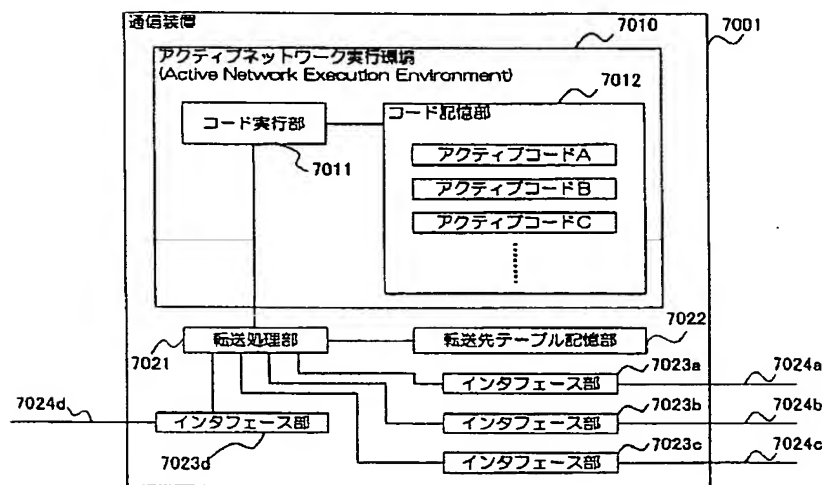 通信装置
7010
7001
アクティブネットワーク実行環境
(Active Network Execution Environment)
7012
コード実行部
コード記憶部
7011
アクティブコードA
アクティブコードB
アクティブコードC
転送処理部
転送先テーブル記憶部
7022
7021
7023a
7024a
インタフェース部
7024d
7023b
7024b
インタフェース部
インタフェース部
7023d
7023c
7024c
インタフェース部